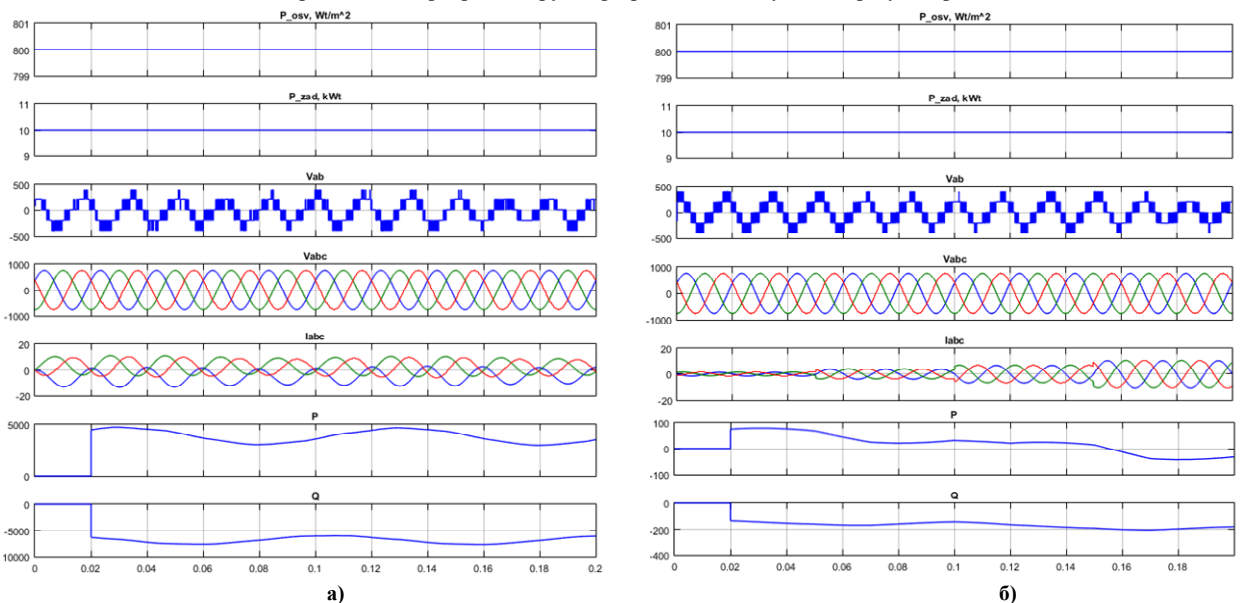 P_osv, Wt/m^2
801
800
799
P_zad, kWt
11
10
9
Vab
500
0
-500
Vabc
1000
0
-1000
Iabc
20
0
-20
P
5000
0
Q
0
-5000
10000
0 0.02 0.04 0.06 0.08 0.1 0.12 0.14 0.16 0.18 0.2
а)
P_osv, Wt/m^2
801
800
799
P_zad, kWt
11
10
9
Vab
500
0
-500
Vabc
1000
0
-1000
Iabc
20
0
-20
P
100
0
-100
Q
0
-200
-400
0 0.02 0.04 0.06 0.08 0.1 0.12 0.14 0.16 0.18
б)